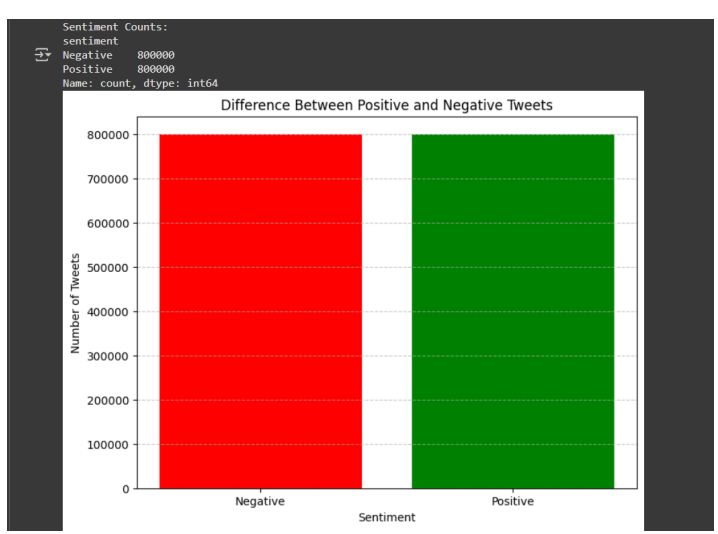 Sentiment Counts:
sentiment
Negative    800000
Positive    800000
Name: count, dtype: int64
Difference Between Positive and Negative Tweets
800000
700000
600000
500000
400000
300000
200000
100000
0
Number of Tweets
Negative
Positive
Sentiment